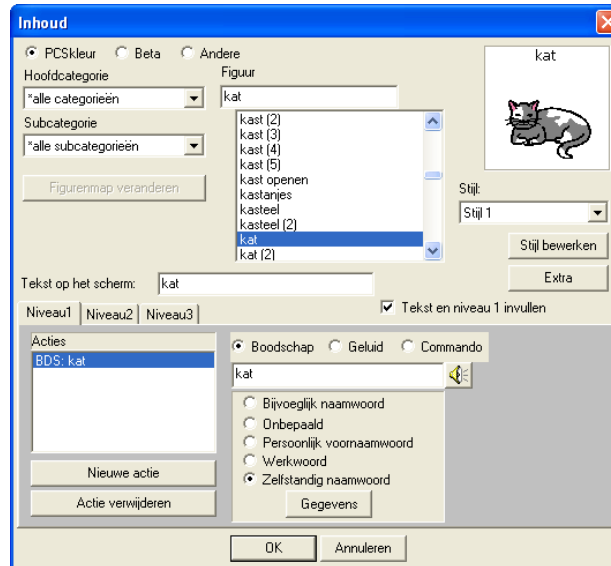 Inhoud
PCSkleur Beta Andere
Hoofdcategorie
*alle categorieën
Subcategorie
*alle subcategorieën
Figurenmap veranderen
Figuur
kat
kast (2)
kast (3)
kast (4)
kast (5)
kast openen
kastanjes
kasteel
kasteel (2)
kat
kat (2)
kat
Stijl:
Stijl 1
Stijl bewerken
Extra
Tekst op het scherm: kat
Tekst en niveau 1 invullen
Niveau1 Niveau2 Niveau3
Acties
BDS: kat
Nieuwe actie
Actie verwijderen
Boodschap Geluid Commando
kat
Bijvoeglijk naamwoord
Onbepaald
Persoonlijk voornaamwoord
Werkwoord
Zelfstandig naamwoord
Gegevens
OK Annuleren